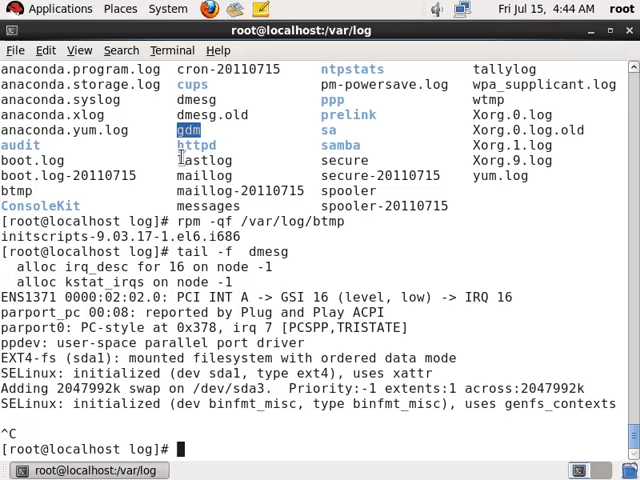 Applications Places System Fri Jul 15, 4:44 AM root
root@localhost:/var/log
File Edit View Search Terminal Help
anaconda.program.log cron-20110715 ntpstats tallylog
anaconda.storage.log cups pm-powersave.log wpa_supplicant.log
anaconda.syslog dmesg ppp wtmp
anaconda.xlog dmesg.old prelink Xorg.0.log
anaconda.yum.log gdm sa Xorg.0.log.old
audit httpd samba Xorg.1.log
boot.log lastlog secure Xorg.9.log
boot.log-20110715 maillog secure-20110715 yum.log
btmp maillog-20110715 spooler
ConsoleKit messages spooler-20110715
[root@localhost log]# rpm -qf /var/log/btmp
initscripts-9.03.17-1.el6.i686
[root@localhost log]# tail -f  dmesg
  alloc irq_desc for 16 on node -1
  alloc kstat_irqs on node -1
ENS1371 0000:02:02.0: PCI INT A -> GSI 16 (level, low) -> IRQ 16
parport_pc 00:08: reported by Plug and Play ACPI
parport0: PC-style at 0x378, irq 7 [PCSPP,TRISTATE]
ppdev: user-space parallel port driver
EXT4-fs (sda1): mounted filesystem with ordered data mode
SELinux: initialized (dev sda1, type ext4), uses xattr
Adding 2047992k swap on /dev/sda3.  Priority:-1 extents:1 across:2047992k
SELinux: initialized (dev binfmt_misc, type binfmt_misc), uses genfs_contexts
^C
[root@localhost log]#
root@localhost:/var/log